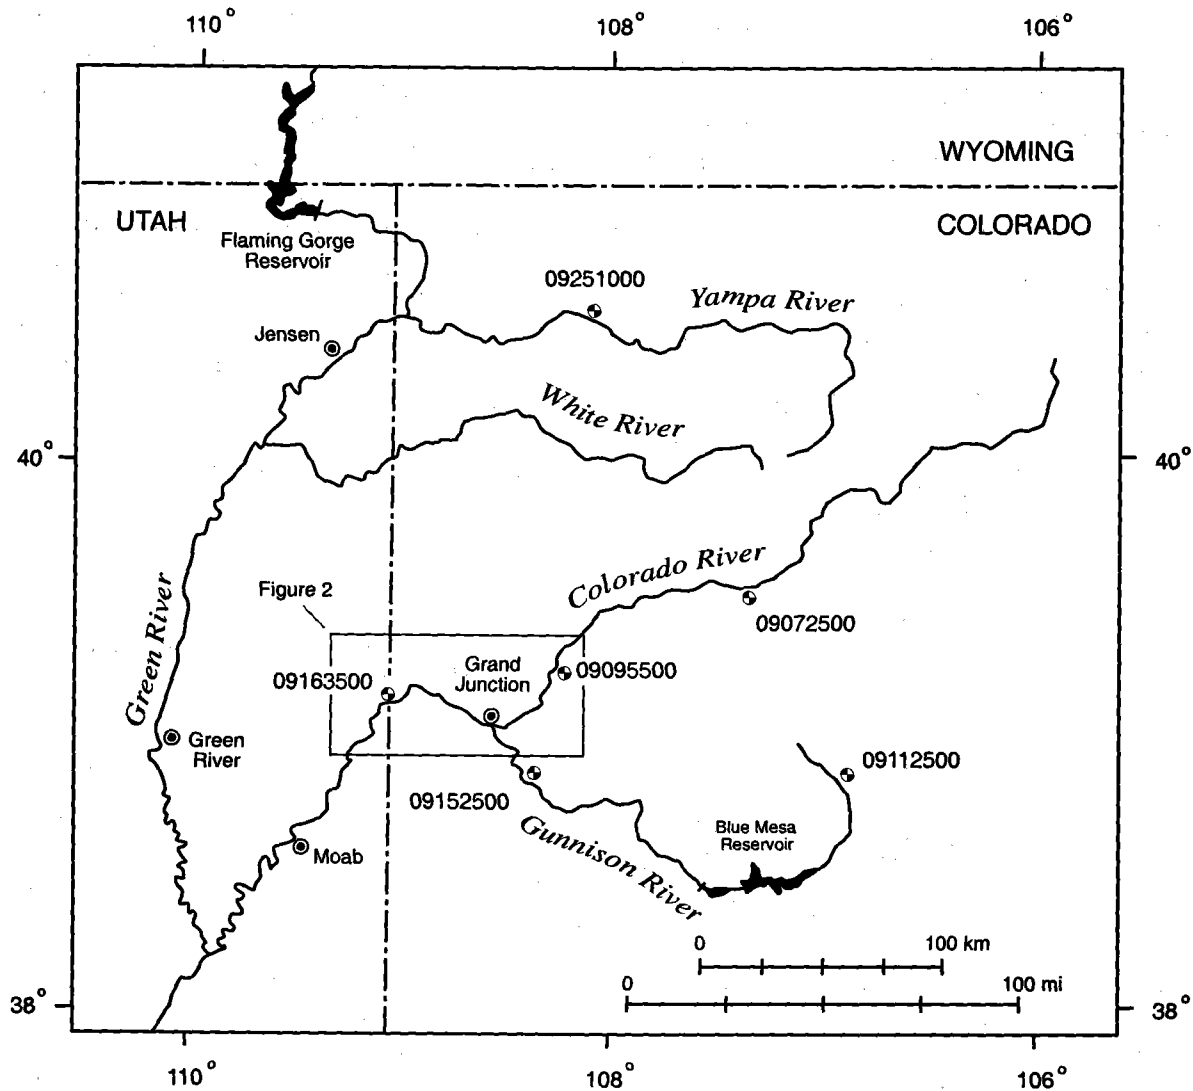 110°
108°
106°
WYOMING
UTAH
COLORADO
Flaming Gorge
Reservoir
09251000
Yampa River
Jensen
White River
40°
40°
Colorado River
Figure 2
Green River
09072500
Grand
Junction
09095500
09163500
Green
River
09112500
09152500
Gunnison River
Blue Mesa
Reservoir
Moab
0
100 km
0
100 mi
38°
38°
110°
108°
106°